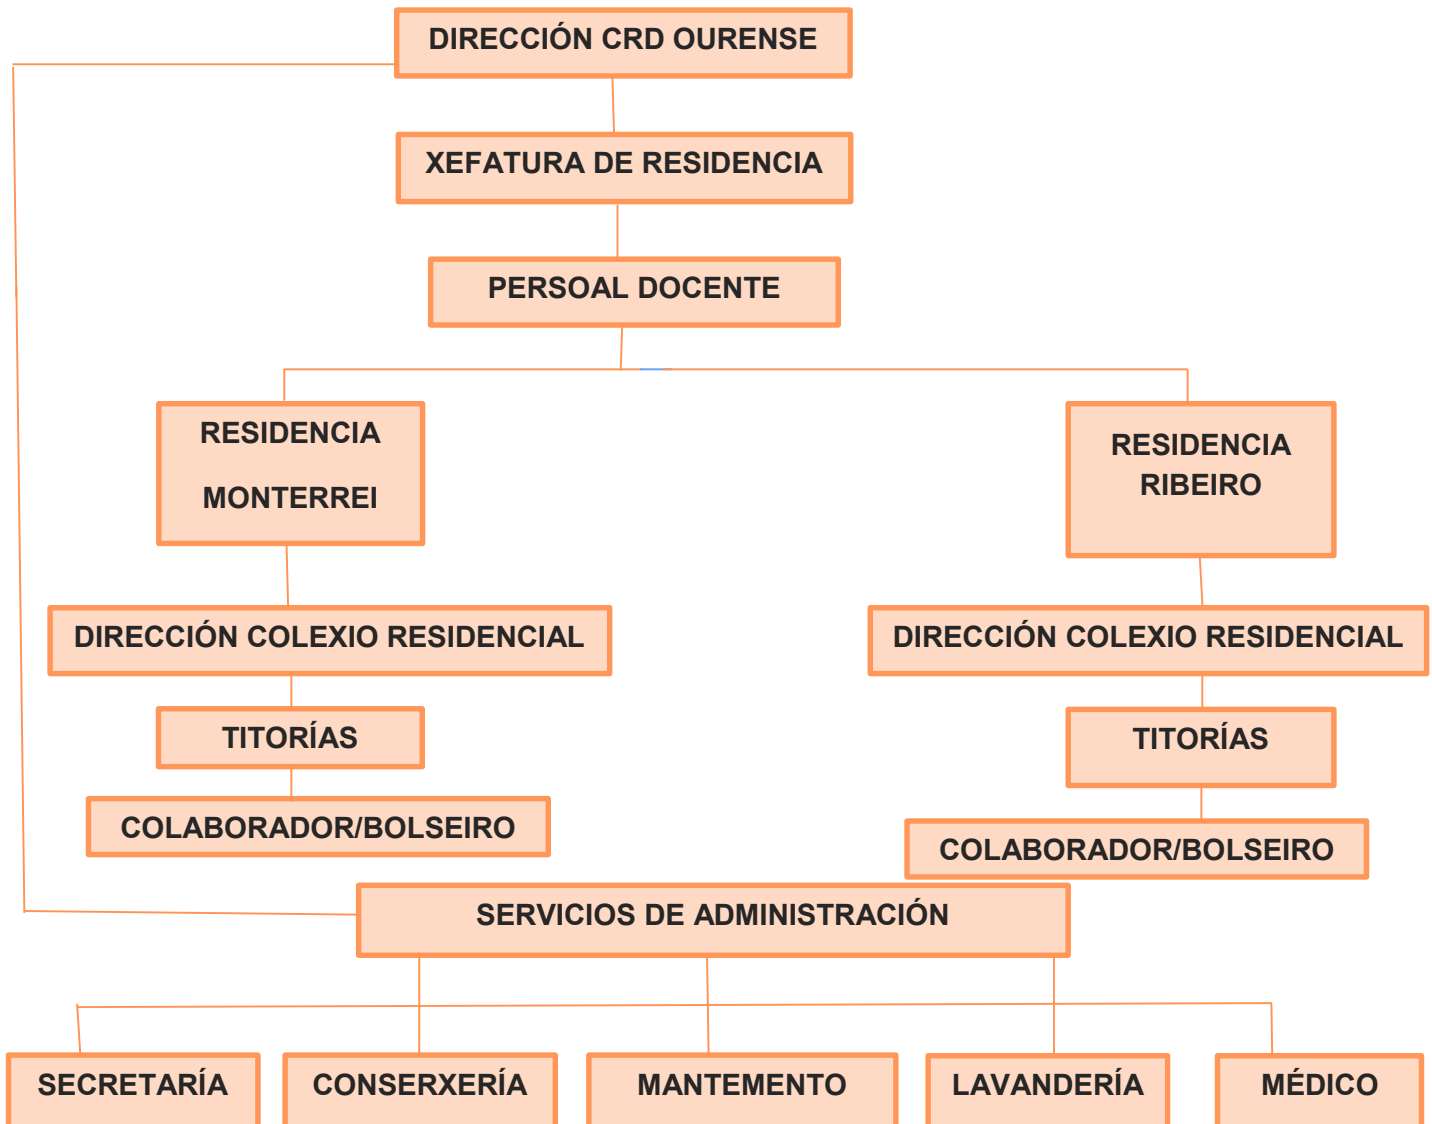 DIRECCIÓN CRD OURENSE
XEFATURA DE RESIDENCIA
PERSOAL DOCENTE
RESIDENCIA
MONTERREI
RESIDENCIA
RIBEIRO
DIRECCIÓN COLEXIO RESIDENCIAL
DIRECCIÓN COLEXIO RESIDENCIAL
TITORÍAS
TITORÍAS
COLABORADOR/BOLSEIRO
COLABORADOR/BOLSEIRO
SERVICIOS DE ADMINISTRACIÓN
SECRETARÍA
CONSERXERÍA
MANTEMENTO
LAVANDERÍA
MÉDICO